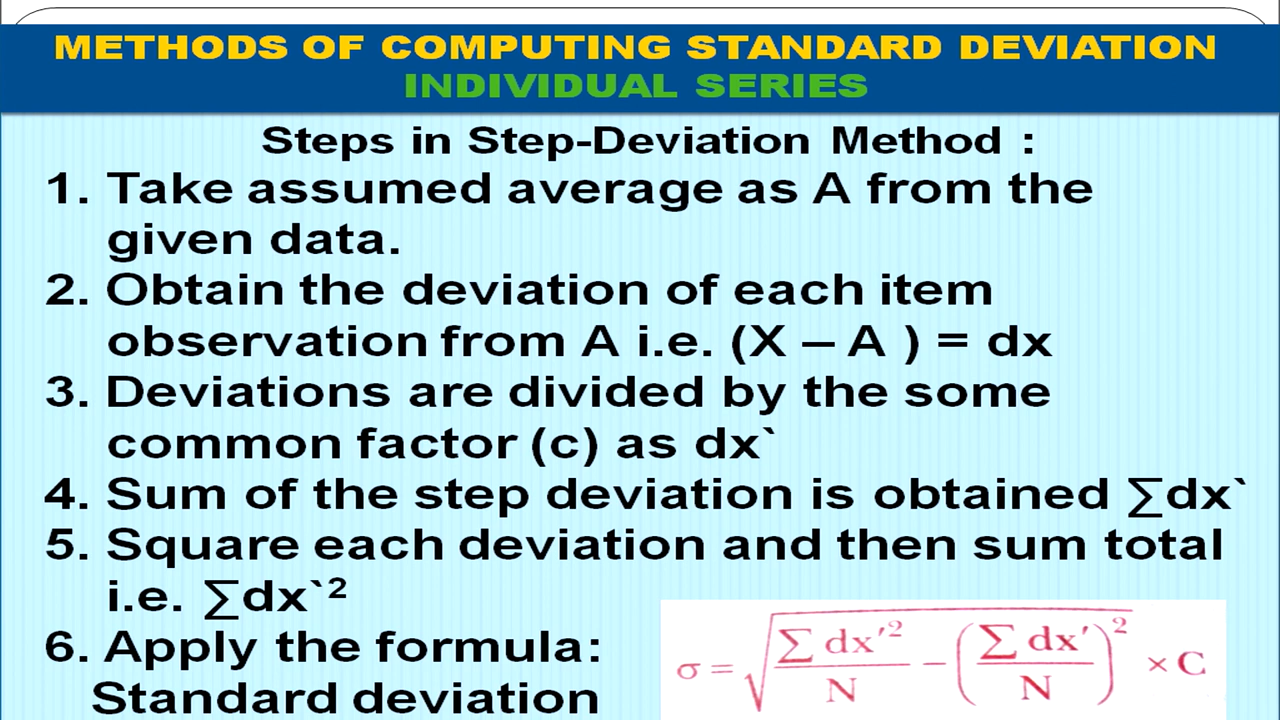 METHODS OF COMPUTING STANDARD DEVIATION
INDIVIDUAL SERIES
Steps in Step-Deviation Method :
1. Take assumed average as A from the
given data.
2. Obtain the deviation of each item
observation from A i.e. (X – A ) = dx
3. Deviations are divided by the some
common factor (c) as dx`
4. Sum of the step deviation is obtained ∑dx`
5. Square each deviation and then sum total
i.e. ∑dx`²
6. Apply the formula:
Standard deviation
σ = √(∑ dx′²/N − (∑ dx′/N)²) × C